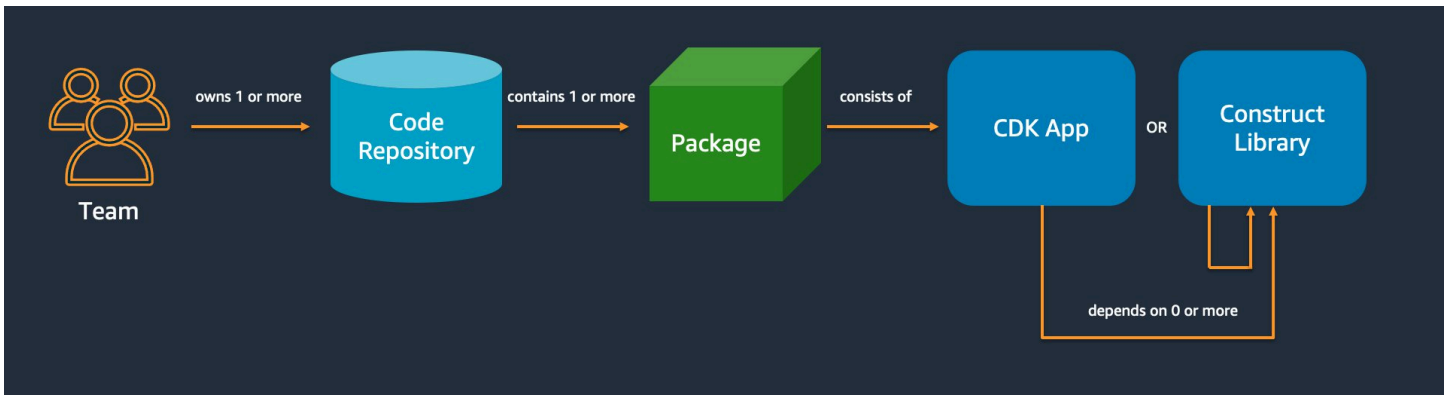 owns 1 or more
contains 1 or more
consists of
Code
Repository
Package
CDK App
OR
Construct
Library
Team
depends on 0 or more